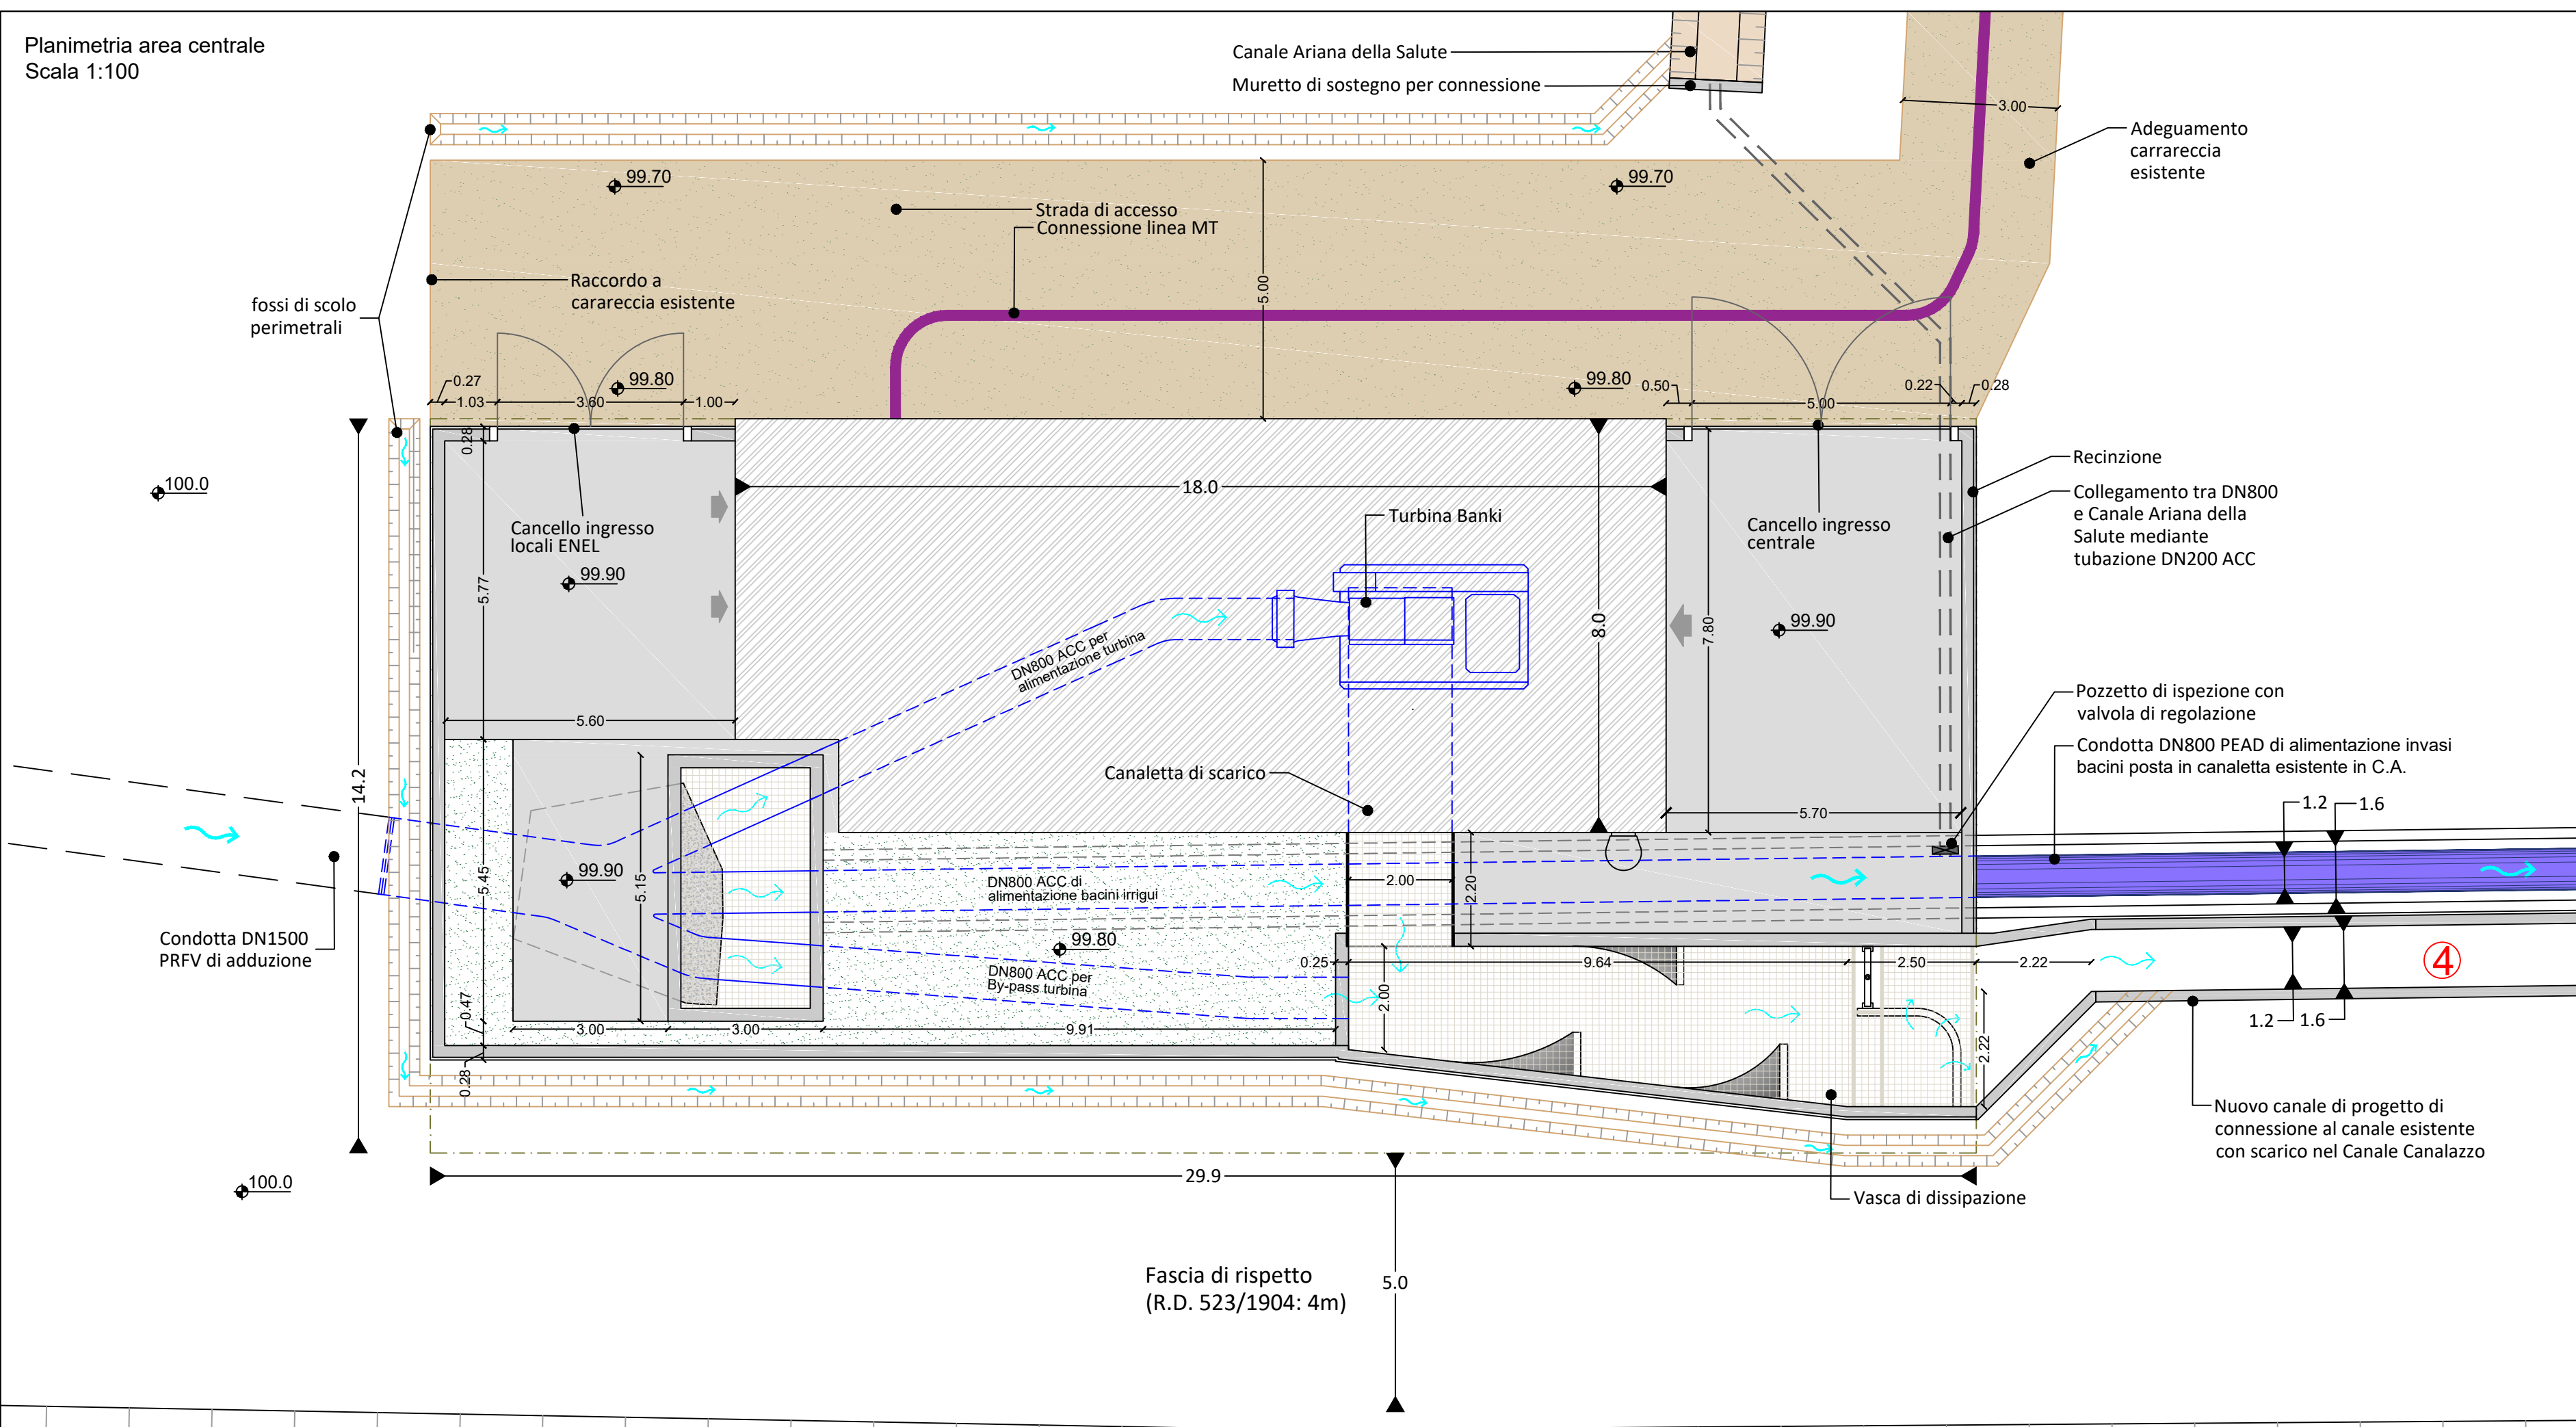 Planimetria area centrale
Scala 1:100
Canale Ariana della Salute
Muretto di sostegno per connessione
3.00
Adeguamento
carrareccia
esistente
99.70
99.70
Strada di accesso
Connessione linea MT
Raccordo a
carareccia esistente
5.00
fossi di scolo
perimetrali
0.27
1.03
3.60
1.00
99.80
99.80
0.50
5.00
0.22
0.28
0.28
100.0
18.0
Recinzione
Collegamento tra DN800
e Canale Ariana della
Salute mediante
tubazione DN200 ACC
Cancello ingresso
locali ENEL
99.90
Turbina Banki
Cancello ingresso
centrale
99.90
5.77
8.0
7.80
DN800 ACC per
alimentazione turbina
5.60
Pozzetto di ispezione con
valvola di regolazione
Condotta DN800 PEAD di alimentazione invasi
bacini posta in canaletta esistente in C.A.
14.2
Canaletta di scarico
5.70
1.2
1.6
99.90
5.45
5.15
DN800 ACC di
alimentazione bacini irrigui
2.00
2.20
Condotta DN1500
PRFV di adduzione
99.80
DN800 ACC per
By-pass turbina
0.25
9.64
2.50
2.22
4
2.00
0.47
3.00
3.00
9.91
1.2
1.6
2.22
0.28
Nuovo canale di progetto di
connessione al canale esistente
con scarico nel Canale Canalazzo
100.0
29.9
Vasca di dissipazione
Fascia di rispetto
(R.D. 523/1904: 4m)
5.0